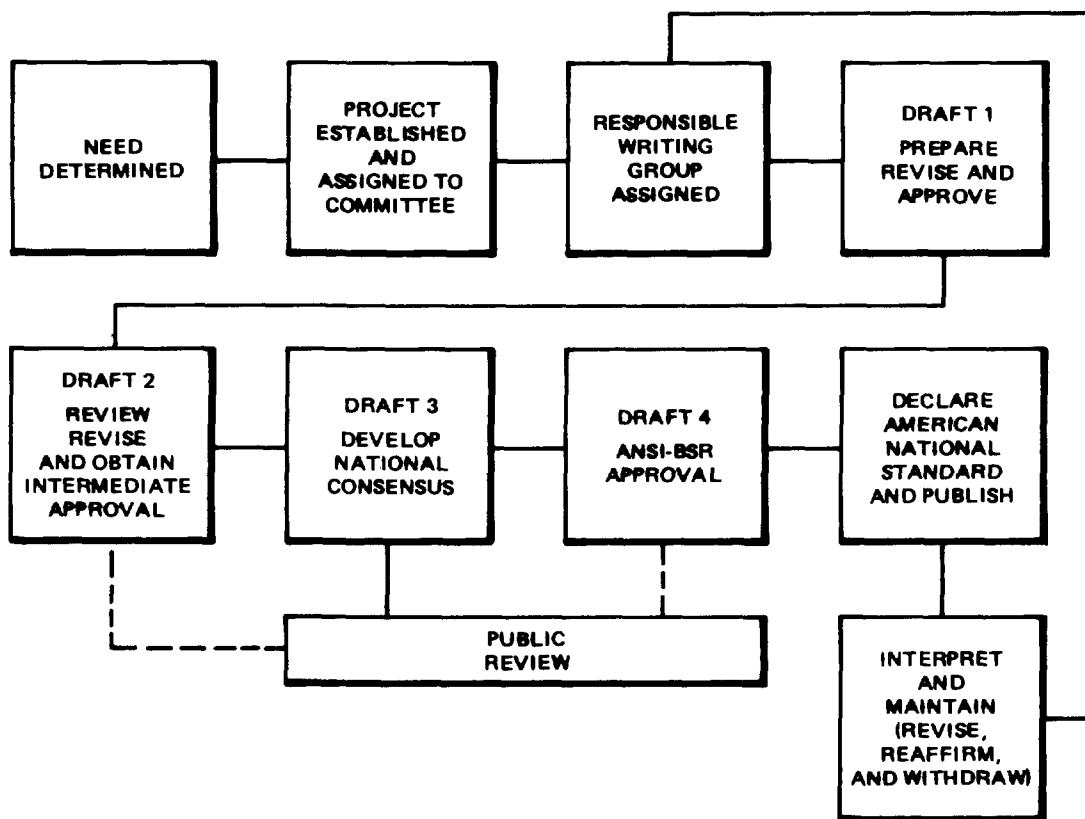 NEED
DETERMINED
PROJECT
ESTABLISHED
AND
ASSIGNED TO
COMMITTEE
RESPONSIBLE
WRITING
GROUP
ASSIGNED
DRAFT 1
PREPARE
REVISE AND
APPROVE
DRAFT 2
REVIEW
REVISE
AND OBTAIN
INTERMEDIATE
APPROVAL
DRAFT 3
DEVELOP
NATIONAL
CONSENSUS
DRAFT 4
ANSI-BSR
APPROVAL
DECLARE
AMERICAN
NATIONAL
STANDARD
AND PUBLISH
PUBLIC
REVIEW
INTERPRET
AND
MAINTAIN
(REVISE,
REAFFIRM,
AND WITHDRAW)